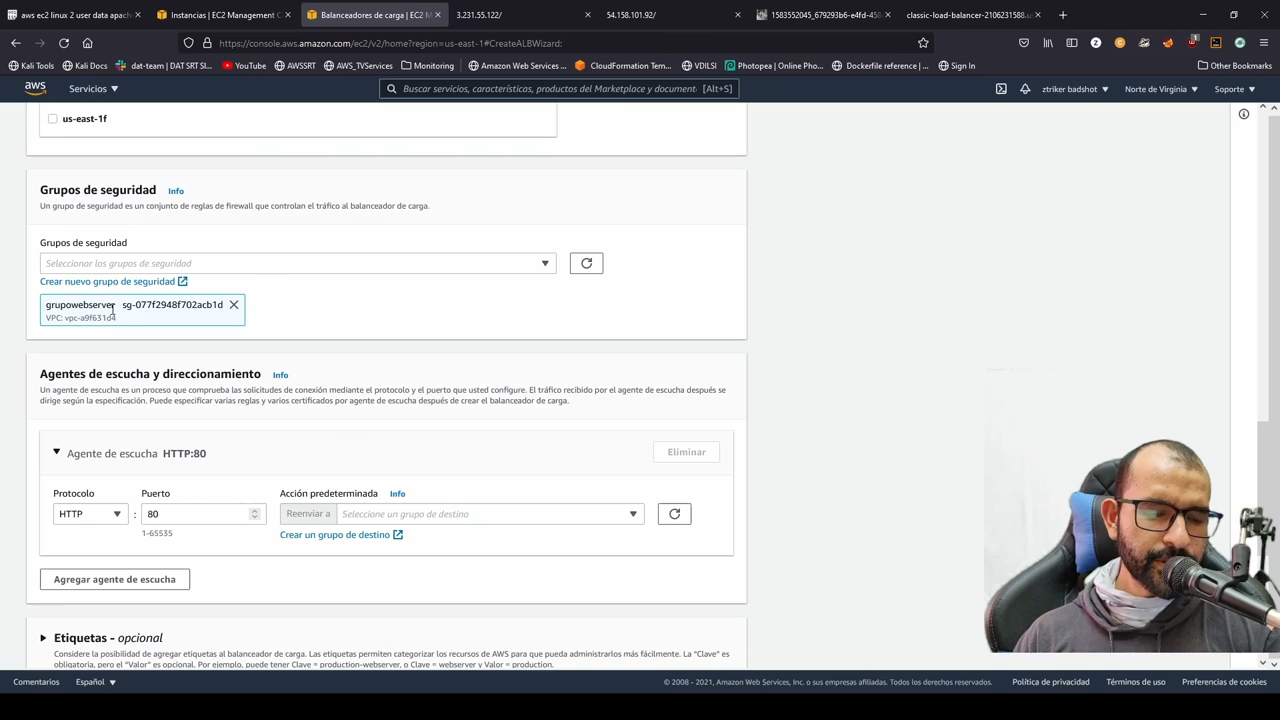 aws ec2 linux 2 user data apach
Instancias | EC2 Management C
Balanceadores de carga | EC2 M
3.231.55.122/
54.158.101.92/
1583552045_679293b6-e4fd-458
classic-load-balancer-2106231588.us
https://console.aws.amazon.com/ec2/v2/home?region=us-east-1#CreateALBWizard:
Kali Tools
Kali Docs
dat-team | DAT SRT SI...
YouTube
AWSSRT
AWS_TVServices
Monitoring
Amazon Web Services ...
CloudFormation Tem...
VDILSI
Photopea | Online Pho...
Dockerfile reference | ...
Sign In
Other Bookmarks
aws
Servicios
Buscar servicios, características, productos del Marketplace y document
[Alt+S]
ztriker badshot
Norte de Virginia
Soporte
us-east-1f
Grupos de seguridad
Info
Un grupo de seguridad es un conjunto de reglas de firewall que controlan el tráfico al balanceador de carga.
Grupos de seguridad
Seleccionar los grupos de seguridad
Crear nuevo grupo de seguridad
grupowebserver sg-077f2948f702acb1d
VPC: vpc-a9f631d4
Agentes de escucha y direccionamiento
Info
Un agente de escucha es un proceso que comprueba las solicitudes de conexión mediante el protocolo y el puerto que usted configure. El tráfico recibido por el agente de escucha después se
dirige según la especificación. Puede especificar varias reglas y varios certificados por agente de escucha después de crear el balanceador de carga.
Agente de escucha HTTP:80
Eliminar
Protocolo
Puerto
Acción predeterminada
Info
HTTP
:
80
Reenviar a
Seleccione un grupo de destino
1-65535
Crear un grupo de destino
Agregar agente de escucha
Etiquetas - opcional
Considere la posibilidad de agregar etiquetas al balanceador de carga. Las etiquetas permiten categorizar los recursos de AWS para que pueda administrarlos más fácilmente. La "Clave" es
obligatoria, pero el "Valor" es opcional. Por ejemplo, puede tener Clave = production-webserver, o Clave = webserver y Valor = production.
Comentarios
Español
© 2008 - 2021, Amazon Web Services, Inc. o sus empresas afiliadas. Todos los derechos reservados.
Política de privacidad
Términos de uso
Preferencias de cookies